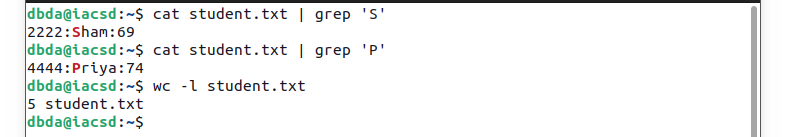 dbda@iacsd:~$ cat student.txt | grep 'S'
2222:Sham:69
dbda@iacsd:~$ cat student.txt | grep 'P'
4444:Priya:74
dbda@iacsd:~$ wc -l student.txt
5 student.txt
dbda@iacsd:~$